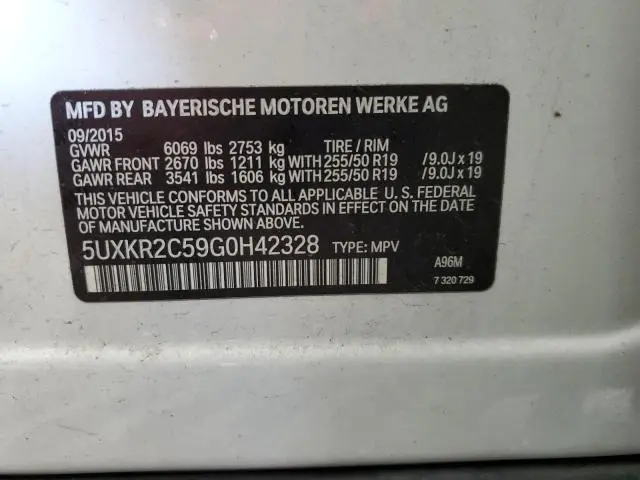 MFD BY BAYERISCHE MOTOREN WERKE AG
09/2015
GVWR 6069 lbs 2753 kg TIRE / RIM
GAWR FRONT 2670 lbs 1211 kg WITH 255/50 R19 /9.0J x 19
GAWR REAR 3541 lbs 1606 kg WITH 255/50 R19 /9.0J x 19
THIS VEHICLE CONFORMS TO ALL APPLICABLE U. S. FEDERAL
MOTOR VEHICLE SAFETY STANDARDS IN EFFECT ON THE DATE
OF MANUFACTURE SHOWN ABOVE.
5UXKR2C59G0H42328 TYPE: MPV
A96M
7 320 729